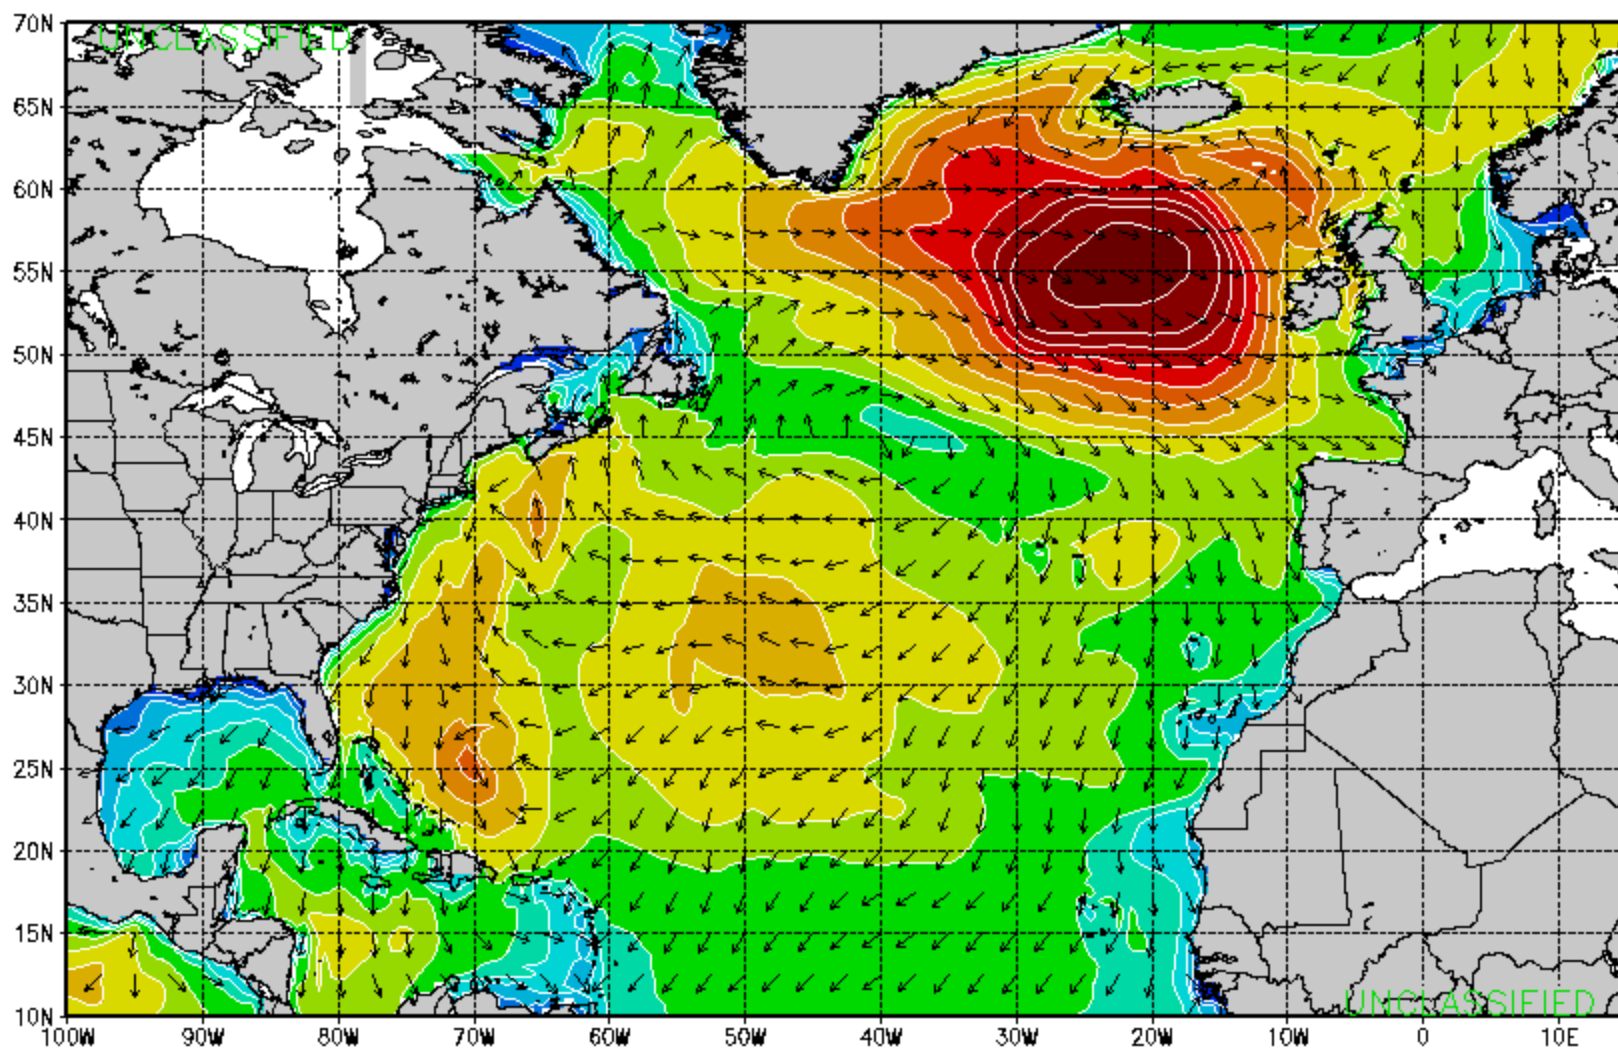 70N
UNCLASSIFIED
65N
60N
55N
50N
45N
40N
35N
30N
25N
20N
15N
UNCLASSIFIED
10N
100W 90W 80W 70W 60W 50W 40W 30W 20W 10W 0 10E